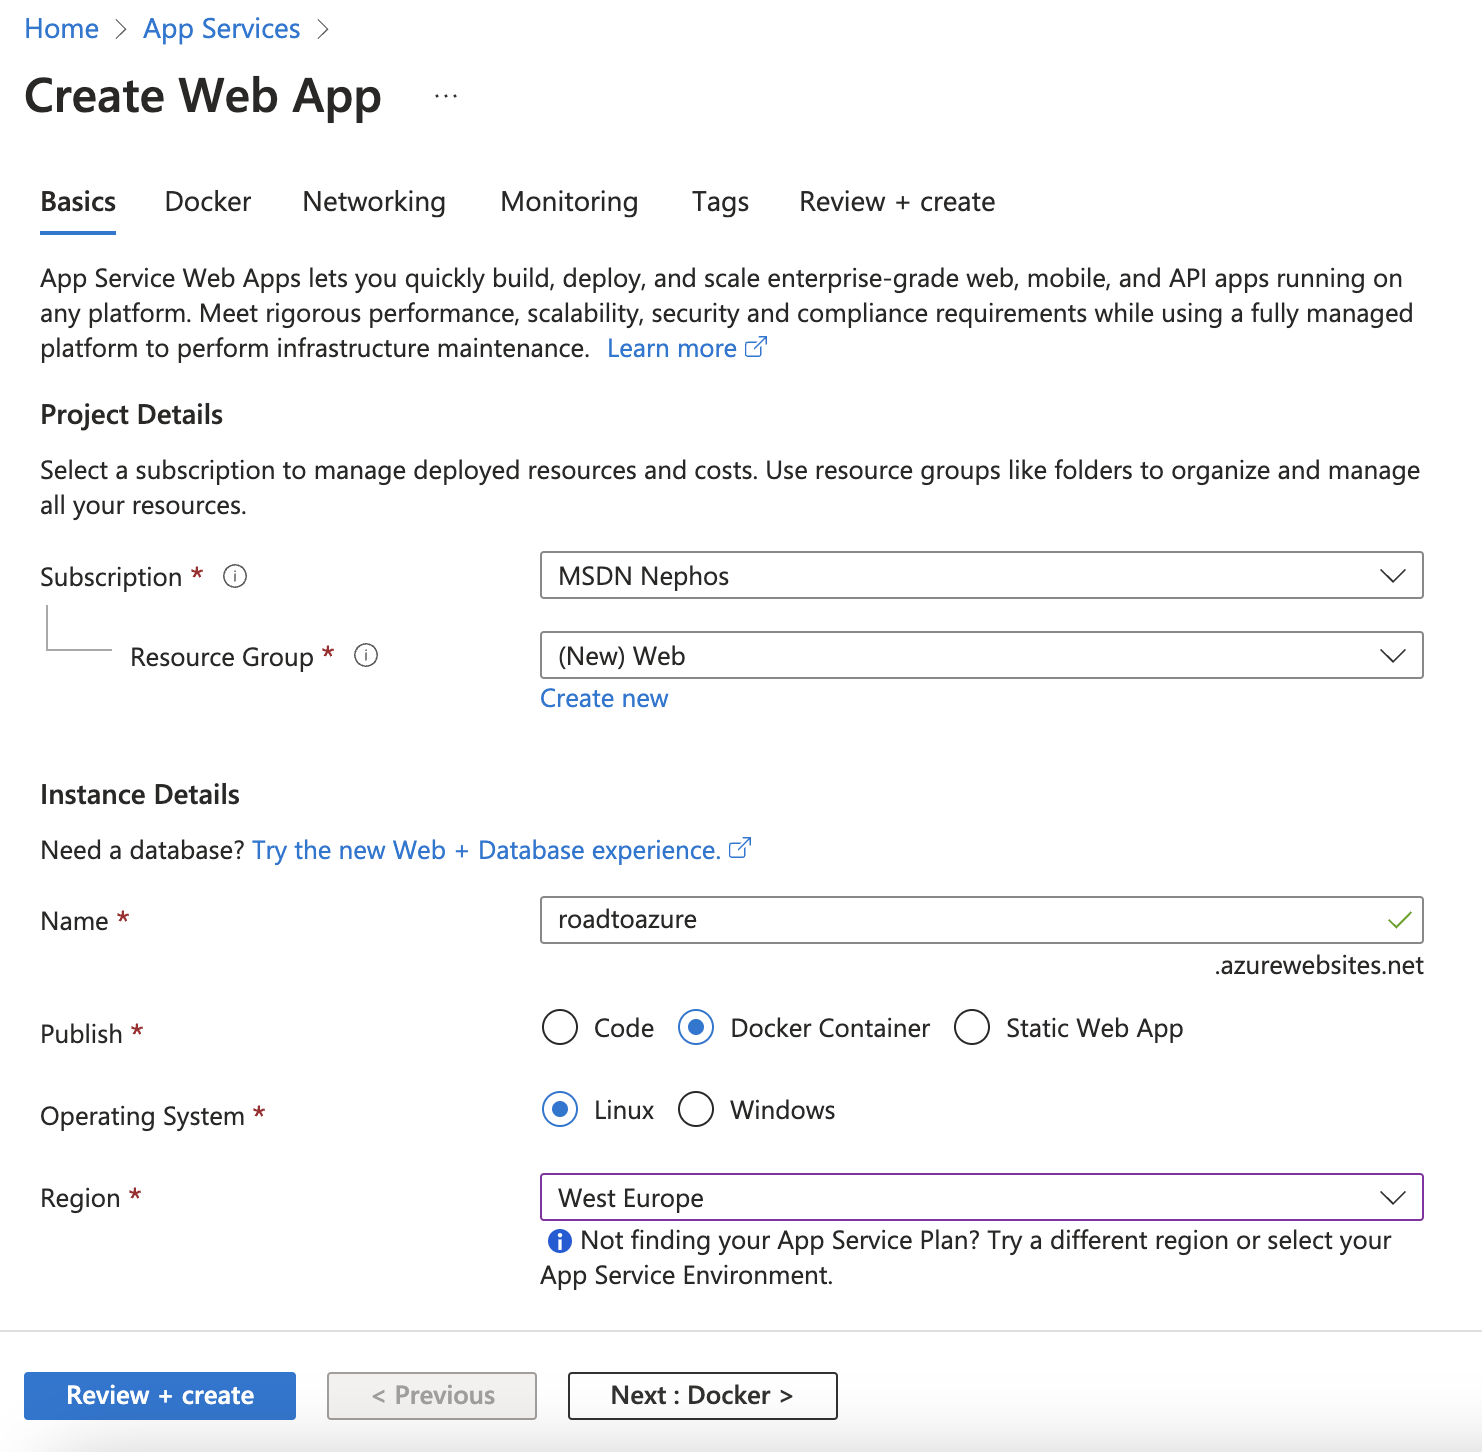 Home > App Services >
Create Web App ...
Basics Docker Networking Monitoring Tags Review + create
App Service Web Apps lets you quickly build, deploy, and scale enterprise-grade web, mobile, and API apps running on
any platform. Meet rigorous performance, scalability, security and compliance requirements while using a fully managed
platform to perform infrastructure maintenance. Learn more
Project Details
Select a subscription to manage deployed resources and costs. Use resource groups like folders to organize and manage
all your resources.
Subscription * MSDN Nephos
Resource Group * (New) Web
Create new
Instance Details
Need a database? Try the new Web + Database experience.
Name * roadtoazure
.azurewebsites.net
Publish * Code Docker Container Static Web App
Operating System * Linux Windows
Region * West Europe
Not finding your App Service Plan? Try a different region or select your
App Service Environment.
Review + create < Previous Next : Docker >